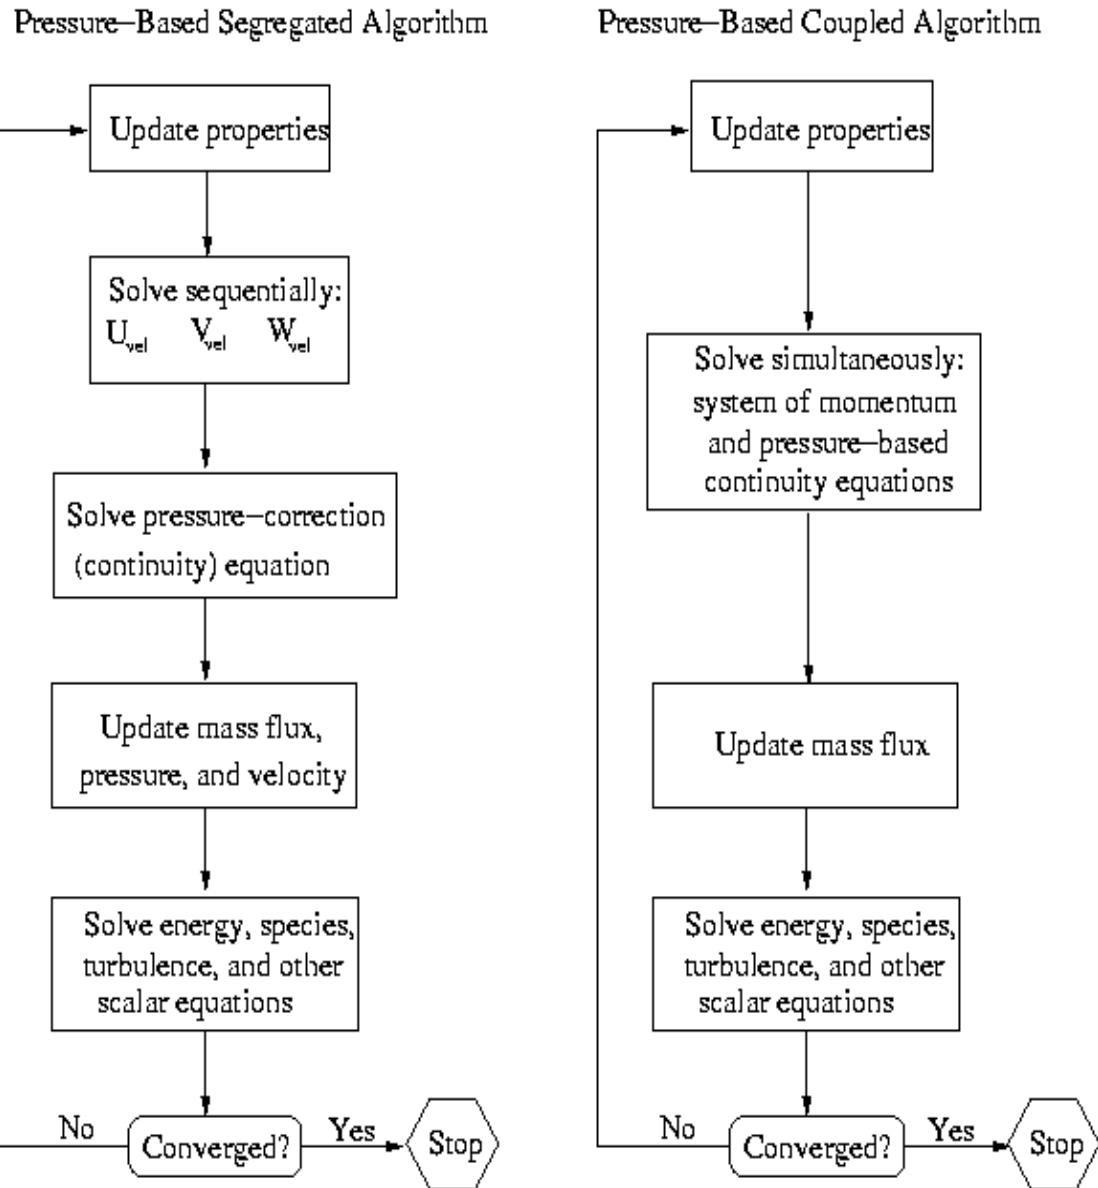 Pressure–Based Segregated Algorithm
Update properties
Solve sequentially:
U_vel V_vel W_vel
Solve pressure–correction
(continuity) equation
Update mass flux,
pressure, and velocity
Solve energy, species,
turbulence, and other
scalar equations
No
Converged?
Yes
Stop
Pressure–Based Coupled Algorithm
Update properties
Solve simultaneously:
system of momentum
and pressure–based
continuity equations
Update mass flux
Solve energy, species,
turbulence, and other
scalar equations
No
Converged?
Yes
Stop